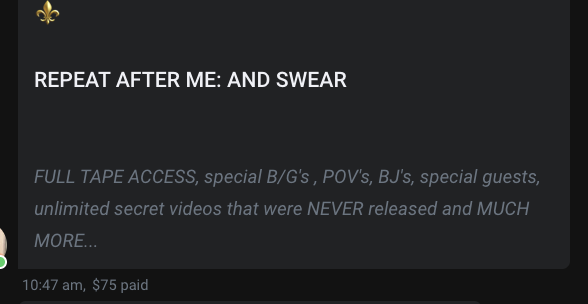 REPEAT AFTER ME: AND SWEAR
FULL TAPE ACCESS, special B/G's , POV's, BJ's, special guests,
unlimited secret videos that were NEVER released and MUCH
MORE...
10:47 am, $75 paid